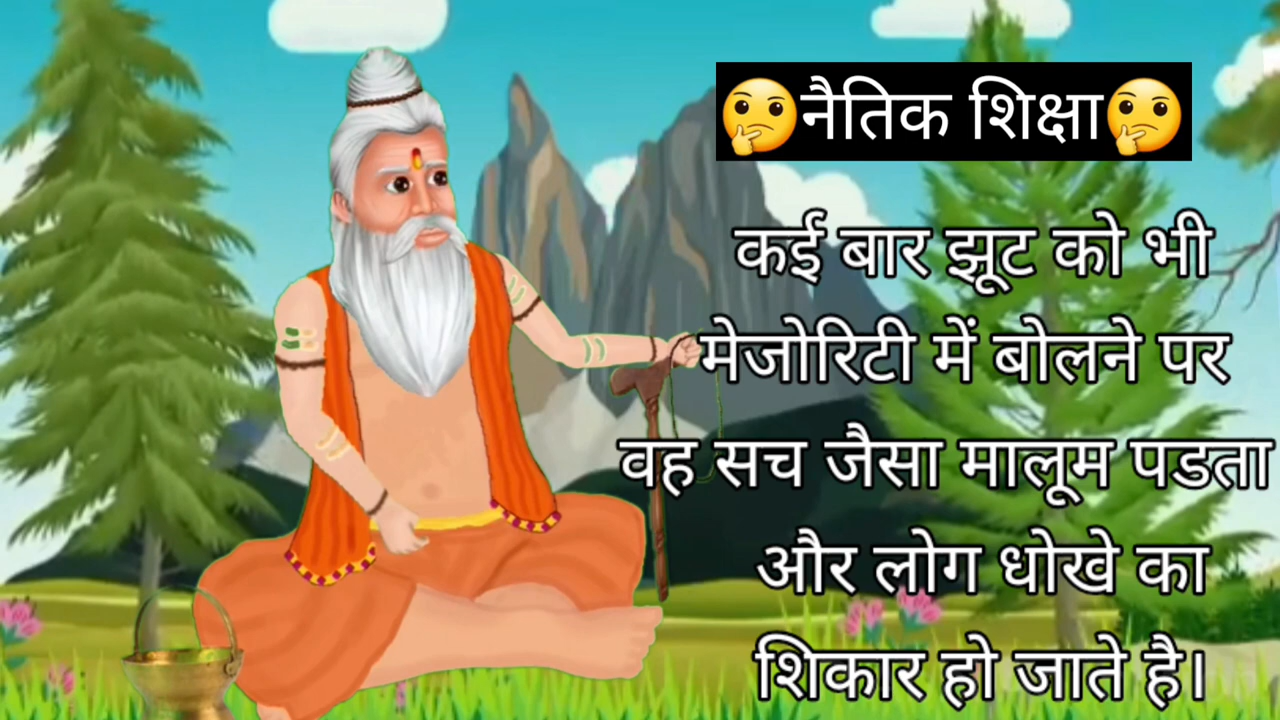 🤔नैतिक शिक्षा🤔
कई बार झूट को भी
मेजोरिटी में बोलने पर
वह सच जैसा मालूम पडता
और लोग धोखे का
शिकार हो जाते है।